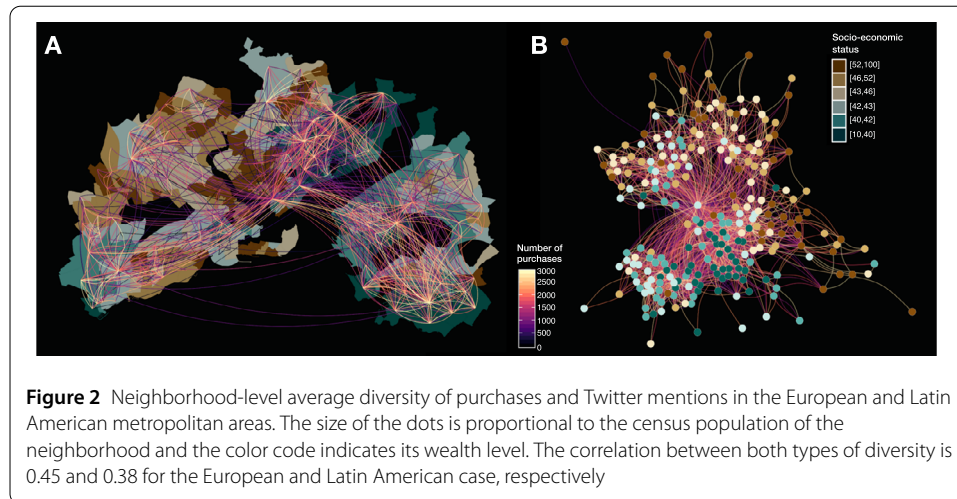 A
B
Socio-economic
status
[52,100]
[46,52]
[43,46]
[42,43]
[40,42]
[10,40]
Number of
purchases
3000
2500
2000
1500
1000
500
0
Figure 2 Neighborhood-level average diversity of purchases and Twitter mentions in the European and Latin
American metropolitan areas. The size of the dots is proportional to the census population of the
neighborhood and the color code indicates its wealth level. The correlation between both types of diversity is
0.45 and 0.38 for the European and Latin American case, respectively